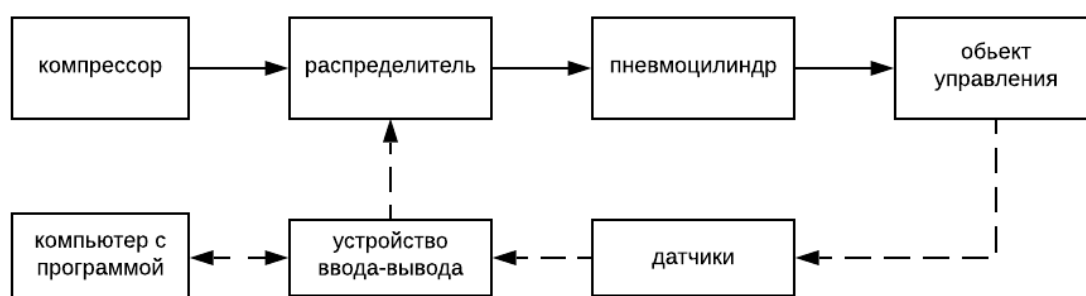 компрессор
распределитель
пневмоцилиндр
обьект
управления
компьютер с
программой
устройство
ввода-вывода
датчики